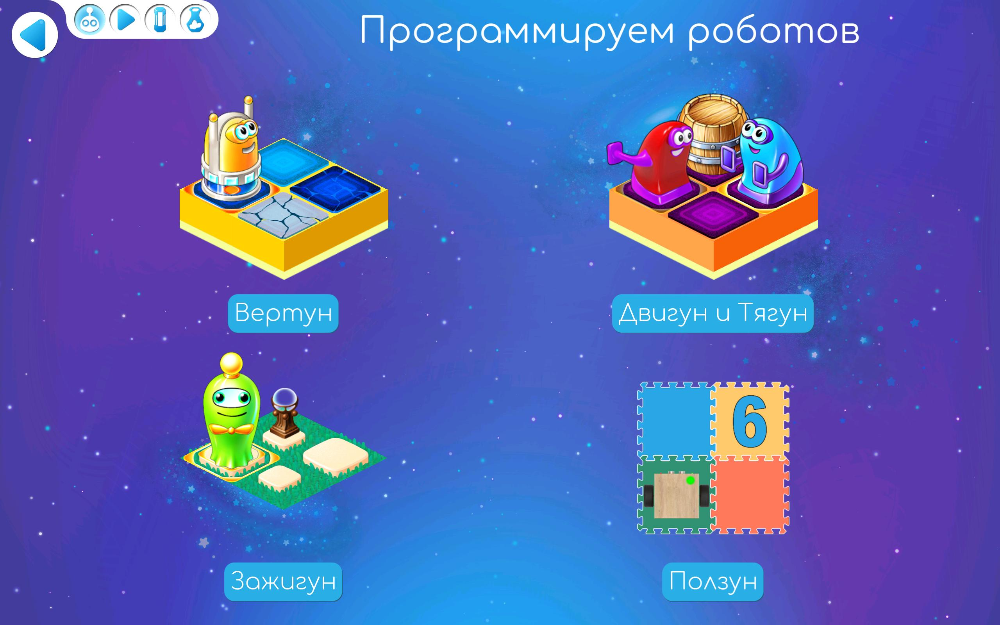 Программируем роботов
Вертун
Двигун и Тягун
6
Зажигун
Ползун